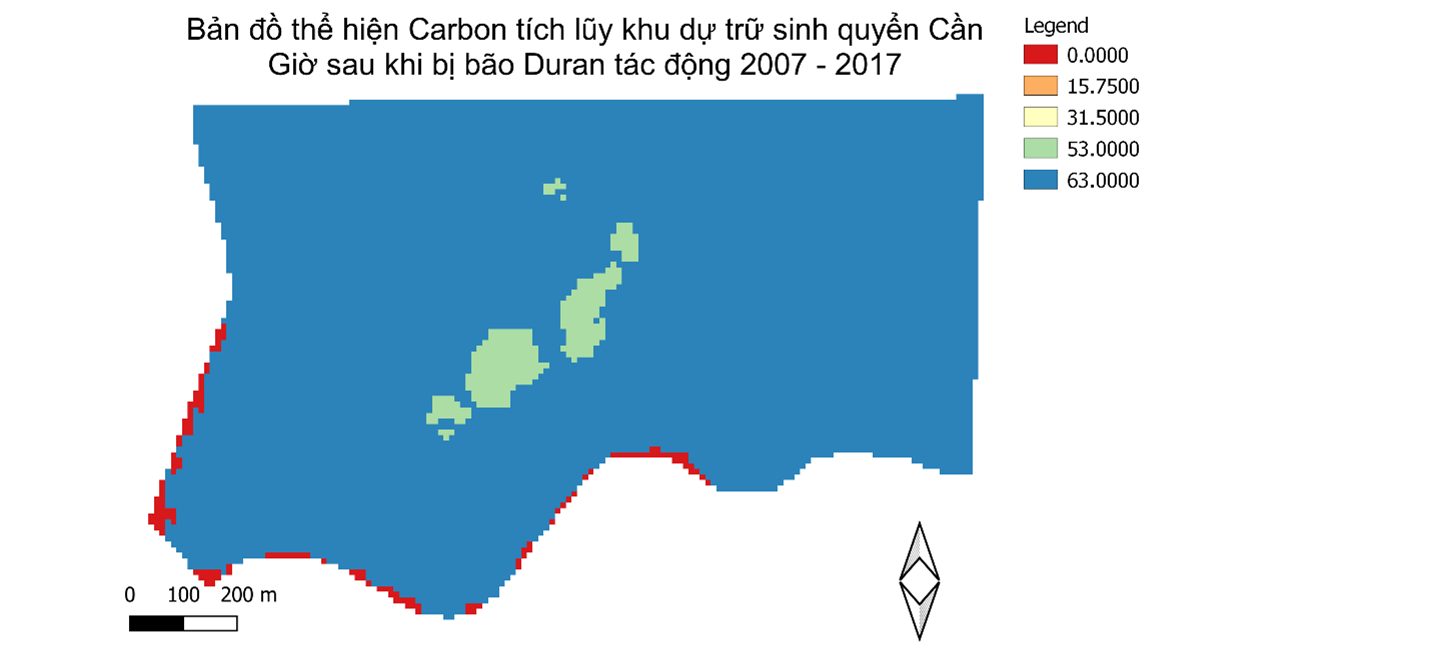 Bản đồ thể hiện Carbon tích lũy khu dự trữ sinh quyển Cần
Giờ sau khi bị bão Duran tác động 2007 - 2017
Legend
0.0000
15.7500
31.5000
53.0000
63.0000
0 100 200 m